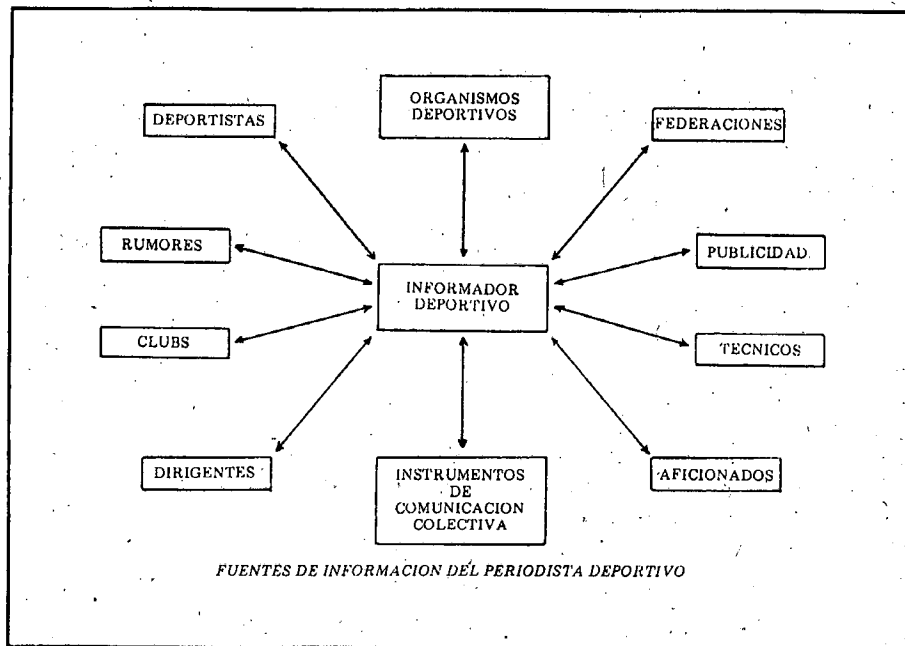 ORGANISMOS
DEPORTIVOS
DEPORTISTAS
FEDERACIONES
RUMORES
PUBLICIDAD
INFORMADOR
DEPORTIVO
CLUBS
TECNICOS
DIRIGENTES
INSTRUMENTOS
DE
COMUNICACION
COLECTIVA
AFICIONADOS
FUENTES DE INFORMACION DEL PERIODISTA DEPORTIVO